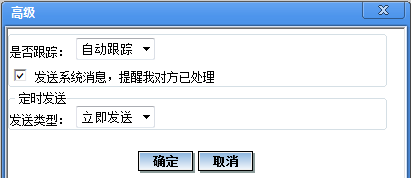 高级
是否跟踪： 自动跟踪
发送系统消息，提醒我对方已处理
定时发送
发送类型： 立即发送
确定 取消